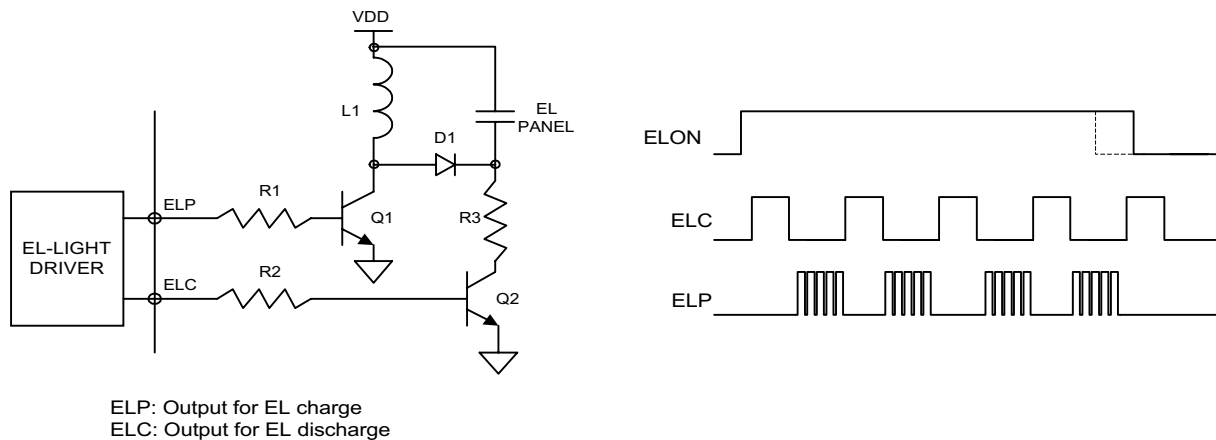 VDD
L1
EL
PANEL
D1
ELP
R1
Q1
R3
EL-LIGHT
DRIVER
ELC
R2
Q2
ELON
ELC
ELP
ELP: Output for EL charge
ELC: Output for EL discharge